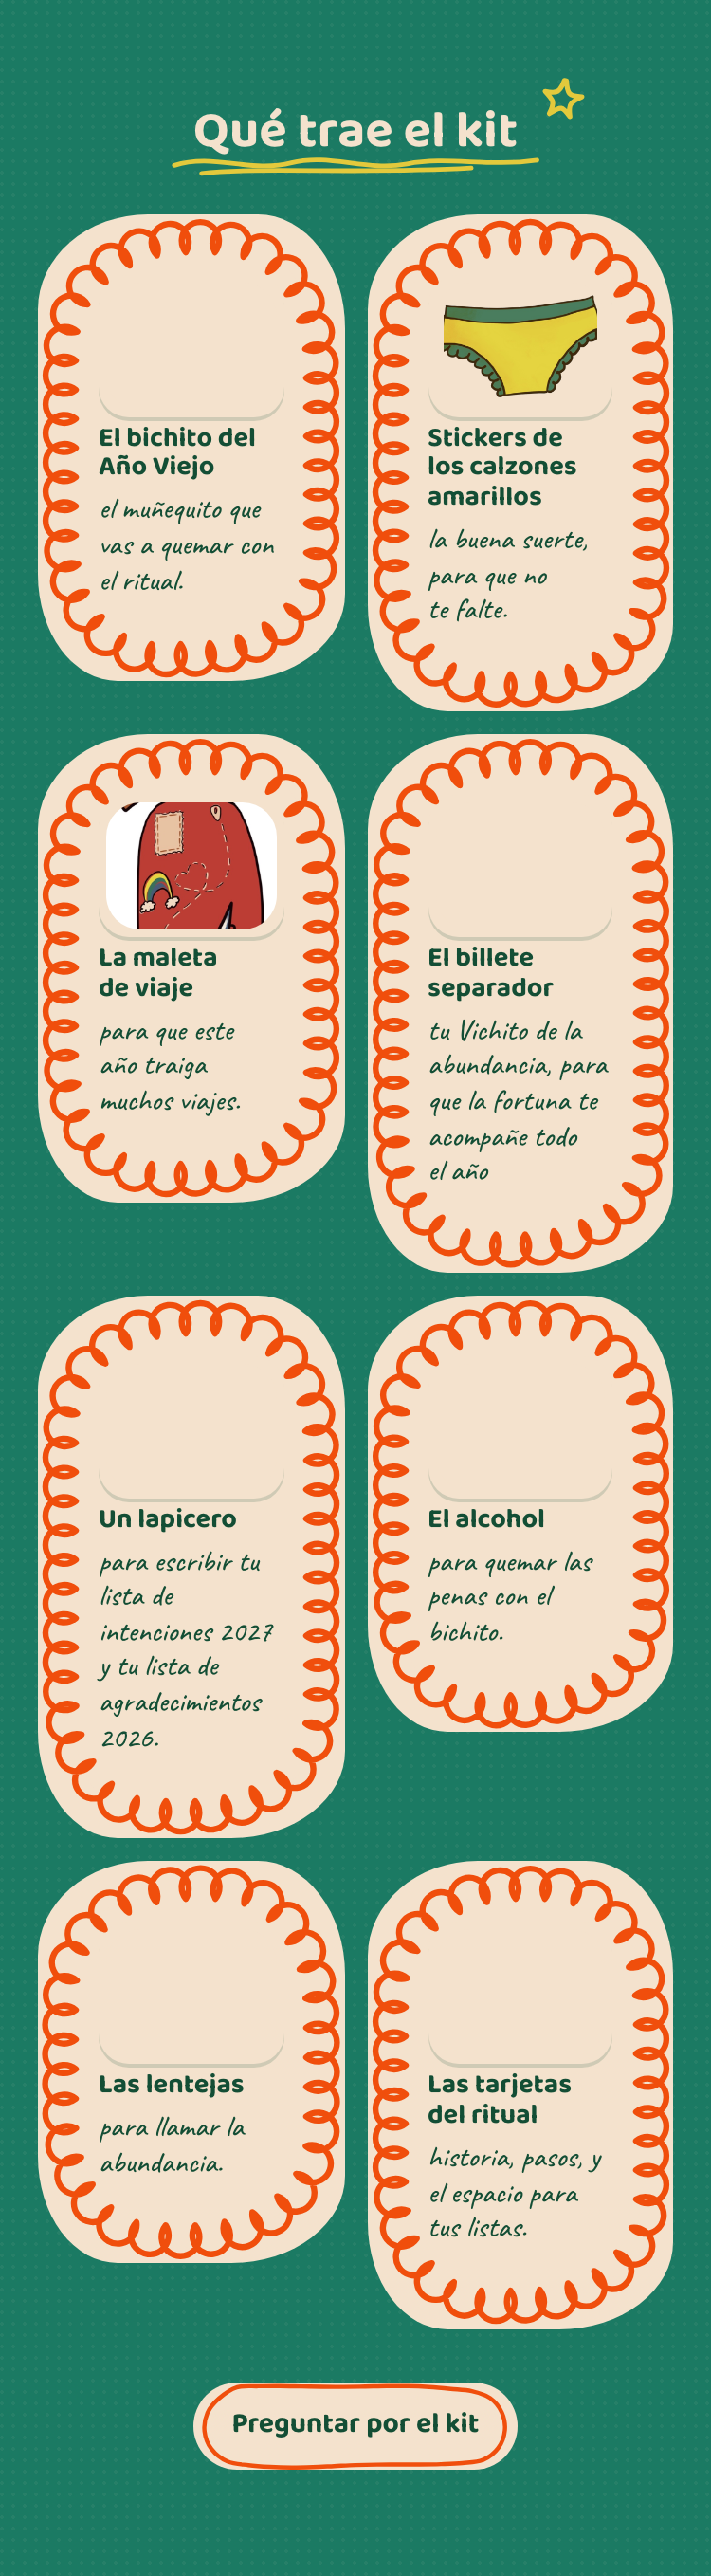 Qué trae el kit
El bichito del
Año Viejo
el muñequito que
vas a quemar con
el ritual.
Stickers de
los calzones
amarillos
la buena suerte,
para que no
te falte.
La maleta
de viaje
para que este
año traiga
muchos viajes.
El billete
separador
tu Vichito de la
abundancia, para
que la fortuna te
acompañe todo
el año
Un lapicero
para escribir tu
lista de
intenciones 2027
y tu lista de
agradecimientos
2026.
El alcohol
para quemar las
penas con el
bichito.
Las lentejas
para llamar la
abundancia.
Las tarjetas
del ritual
historia, pasos, y
el espacio para
tus listas.
Preguntar por el kit